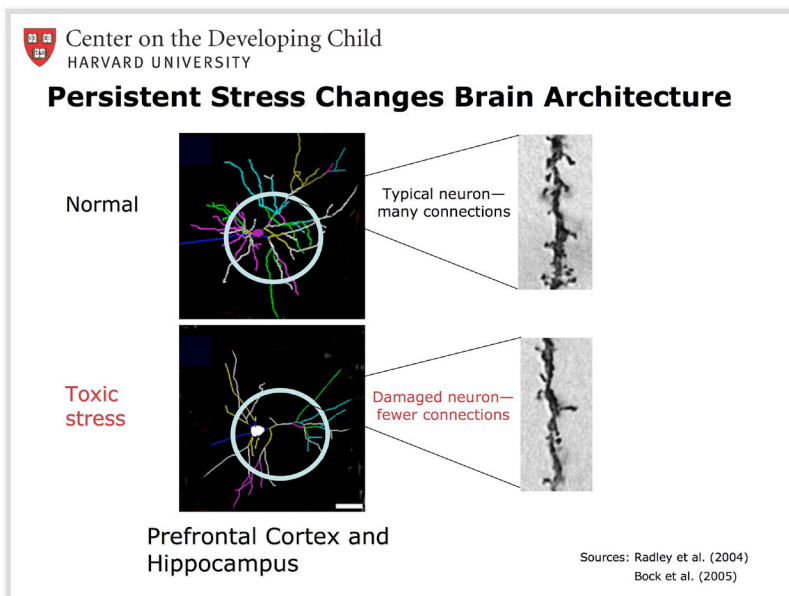 Center on the Developing Child
HARVARD UNIVERSITY
Persistent Stress Changes Brain Architecture
Normal
Typical neuron—
many connections
Toxic
stress
Damaged neuron—
fewer connections
Prefrontal Cortex and
Hippocampus
Sources: Radley et al. (2004)
Bock et al. (2005)